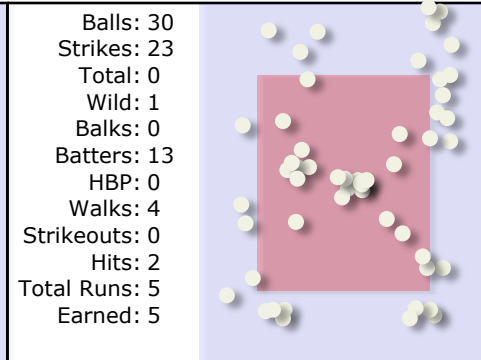 Balls: 30
Strikes: 23
Total: 0
Wild: 1
Balks: 0
Batters: 13
HBP: 0
Walks: 4
Strikeouts: 0
Hits: 2
Total Runs: 5
Earned: 5